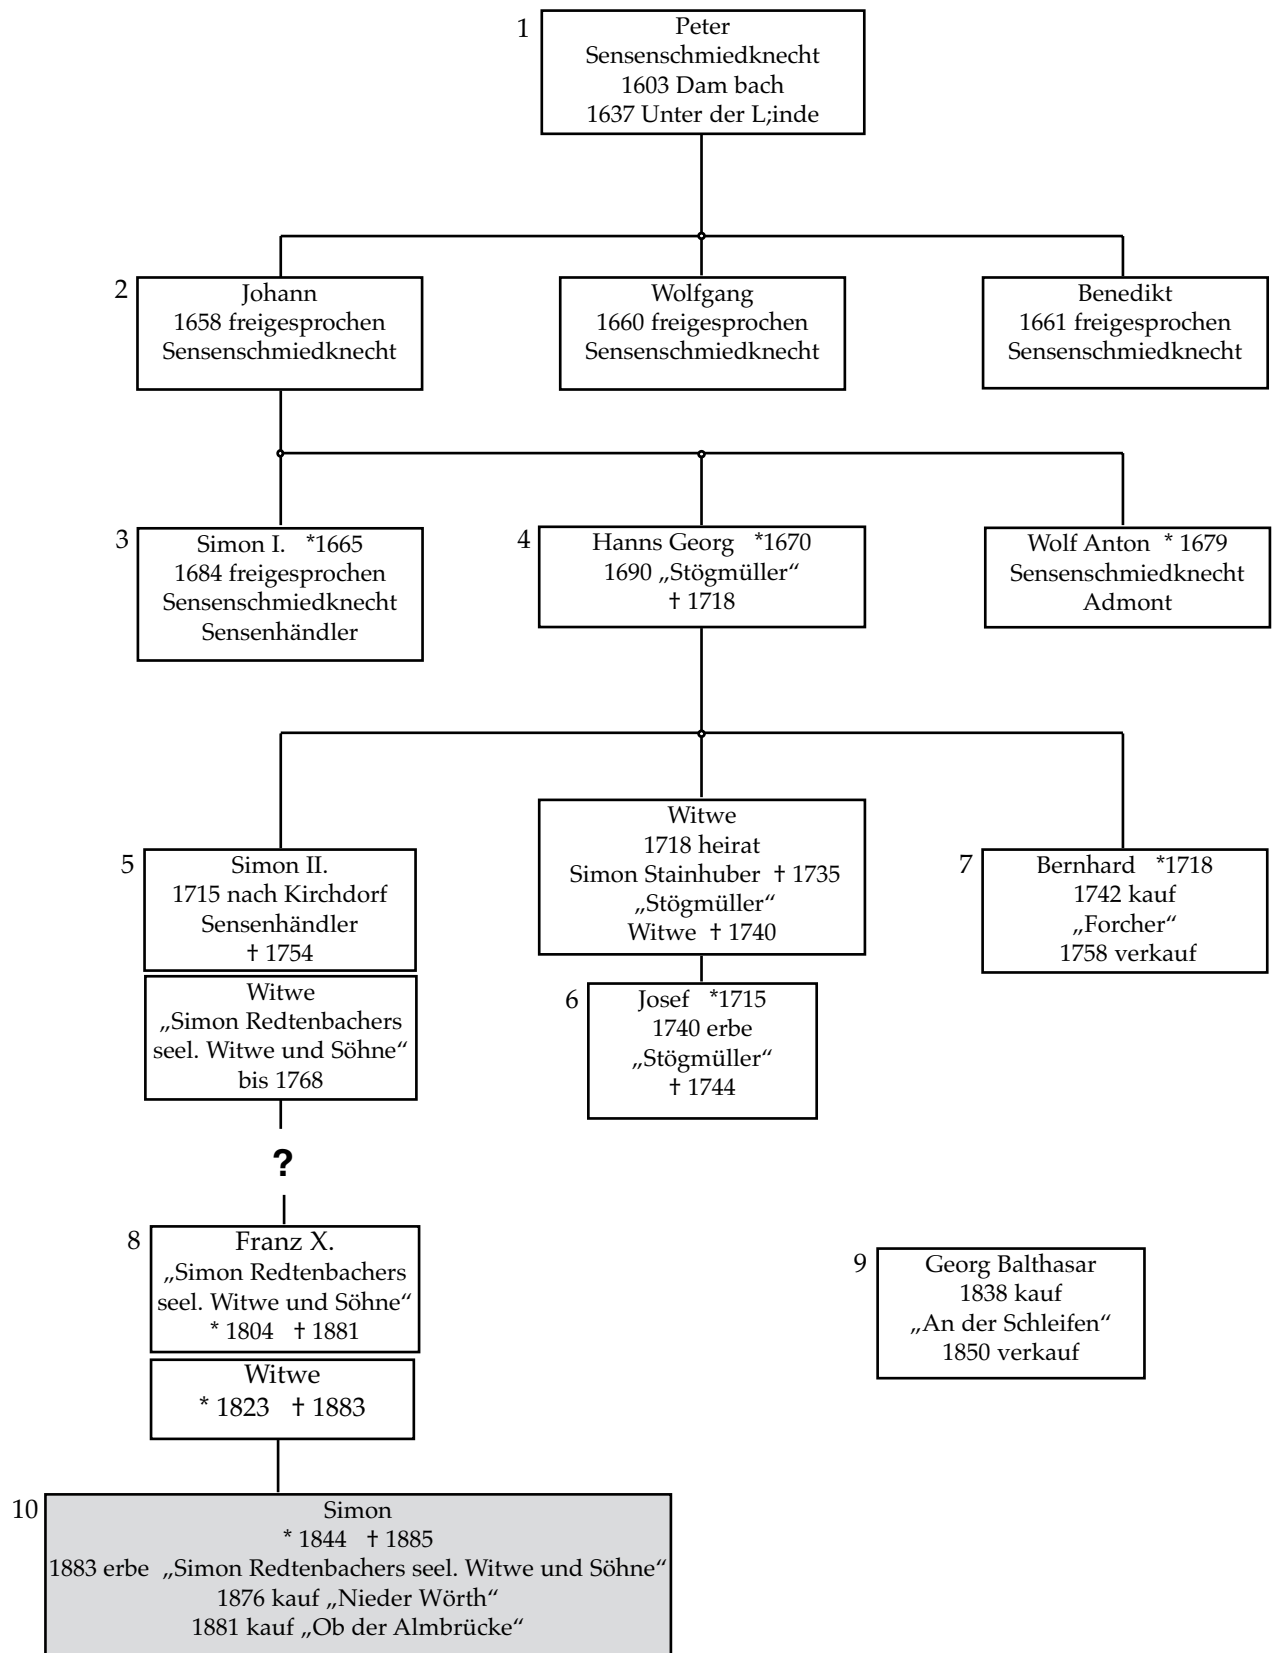 1
Peter
Sensenschmiedknecht
1603 Dam bach
1637 Unter der L;inde
2
Johann
1658 freigesprochen
Sensenschmiedknecht
Wolfgang
1660 freigesprochen
Sensenschmiedknecht
Benedikt
1661 freigesprochen
Sensenschmiedknecht
3
Simon I. *1665
1684 freigesprochen
Sensenschmiedknecht
Sensenhändler
4
Hanns Georg *1670
1690 „Stögmüller“
† 1718
Wolf Anton * 1679
Sensenschmiedknecht
Admont
5
Simon II.
1715 nach Kirchdorf
Sensenhändler
† 1754
Witwe
„Simon Redtenbachers
seel. Witwe und Söhne“
bis 1768
Witwe
1718 heirat
Simon Stainhuber † 1735
„Stögmüller“
Witwe † 1740
6
Josef *1715
1740 erbe
„Stögmüller“
† 1744
7
Bernhard *1718
1742 kauf
„Forcher“
1758 verkauf
?
8
Franz X.
„Simon Redtenbachers
seel. Witwe und Söhne“
* 1804 † 1881
Witwe
* 1823 † 1883
9
Georg Balthasar
1838 kauf
„An der Schleifen“
1850 verkauf
10
Simon
* 1844 † 1885
1883 erbe „Simon Redtenbachers seel. Witwe und Söhne“
1876 kauf „Nieder Wörth“
1881 kauf „Ob der Almbrücke“